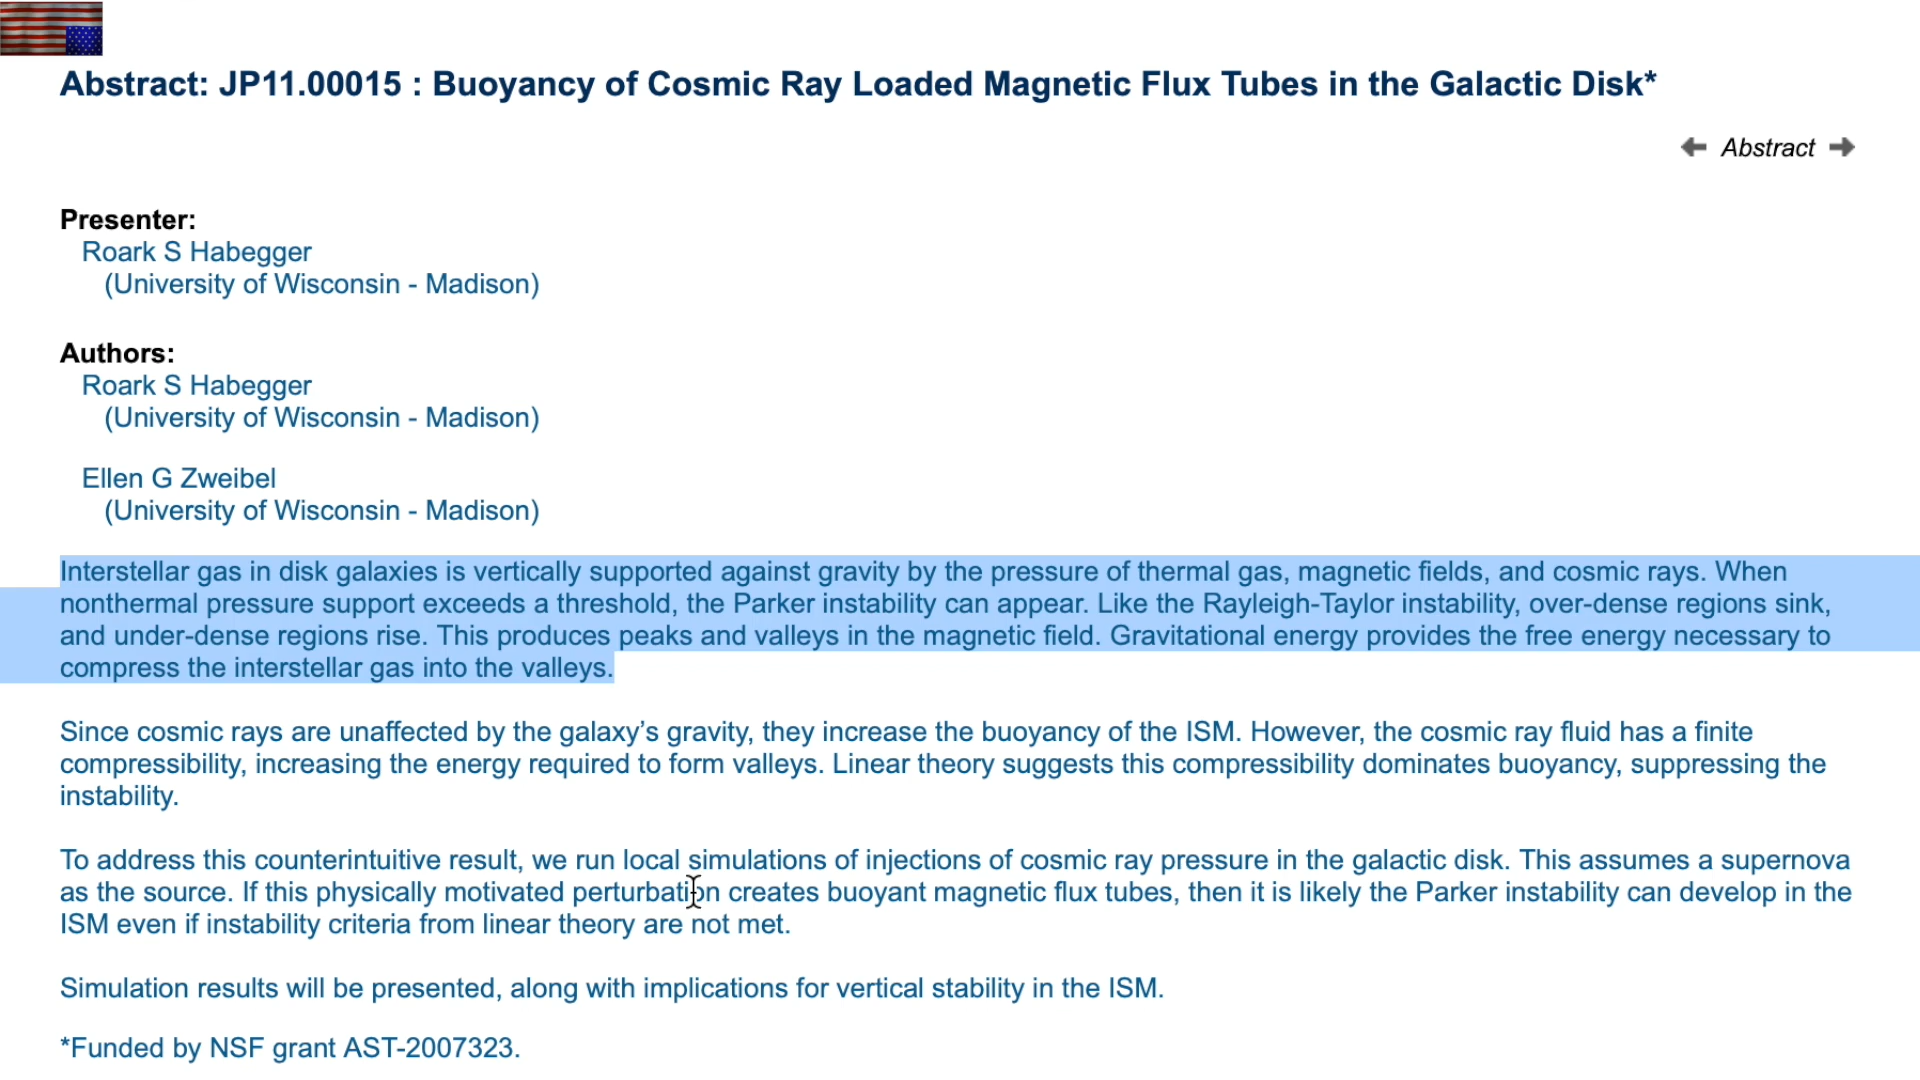 Abstract: JP11.00015 : Buoyancy of Cosmic Ray Loaded Magnetic Flux Tubes in the Galactic Disk*
Abstract
Presenter:
Roark S Habegger
(University of Wisconsin - Madison)
Authors:
Roark S Habegger
(University of Wisconsin - Madison)
Ellen G Zweibel
(University of Wisconsin - Madison)
Interstellar gas in disk galaxies is vertically supported against gravity by the pressure of thermal gas, magnetic fields, and cosmic rays. When
nonthermal pressure support exceeds a threshold, the Parker instability can appear. Like the Rayleigh-Taylor instability, over-dense regions sink,
and under-dense regions rise. This produces peaks and valleys in the magnetic field. Gravitational energy provides the free energy necessary to
compress the interstellar gas into the valleys.
Since cosmic rays are unaffected by the galaxy’s gravity, they increase the buoyancy of the ISM. However, the cosmic ray fluid has a finite
compressibility, increasing the energy required to form valleys. Linear theory suggests this compressibility dominates buoyancy, suppressing the
instability.
To address this counterintuitive result, we run local simulations of injections of cosmic ray pressure in the galactic disk. This assumes a supernova
as the source. If this physically motivated perturbation creates buoyant magnetic flux tubes, then it is likely the Parker instability can develop in the
ISM even if instability criteria from linear theory are not met.
Simulation results will be presented, along with implications for vertical stability in the ISM.
*Funded by NSF grant AST-2007323.